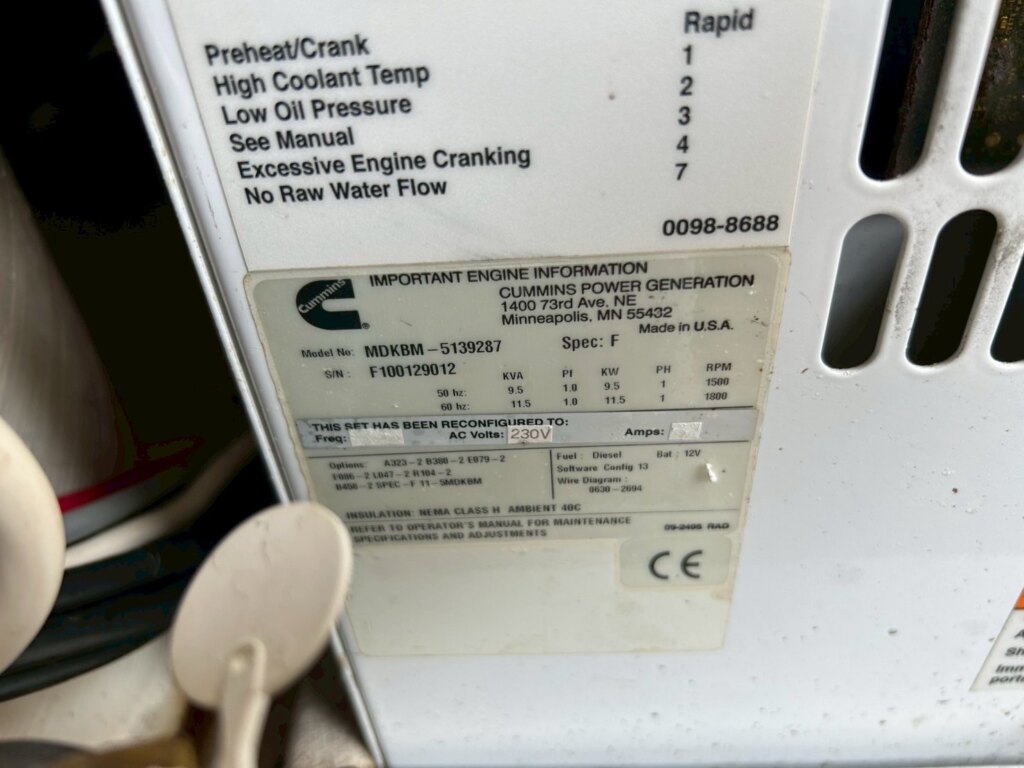 Rapid
Preheat/Crank 1
High Coolant Temp 2
Low Oil Pressure 3
See Manual 4
Excessive Engine Cranking 7
No Raw Water Flow
0098-8688
Cummins
IMPORTANT ENGINE INFORMATION
CUMMINS POWER GENERATION
1400 73rd Ave. NE
Minneapolis, MN 55432
Made in U.S.A.
Model No: MDKBM-5139287 Spec: F
S/N: F100129012
KVA Pf KW PH RPM
50 hz: 9.5 1.0 9.5 1 1500
60 hz: 11.5 1.0 11.5 1 1800
THIS SET HAS BEEN RECONFIGURED TO:
Freq: AC Volts: 230V Amps:
Options: A323-2 B380-2 E079-2
F006-2 L047-2 R104-2
B456-2 SPEC-F 11-5MDKBM
Fuel: Diesel Bat: 12V
Software Config 13
Wire Diagram:
0630-2694
INSULATION: NEMA CLASS H AMBIENT 40C
REFER TO OPERATOR'S MANUAL FOR MAINTENANCE
SPECIFICATIONS AND ADJUSTMENTS
09-2406 RAD
CE